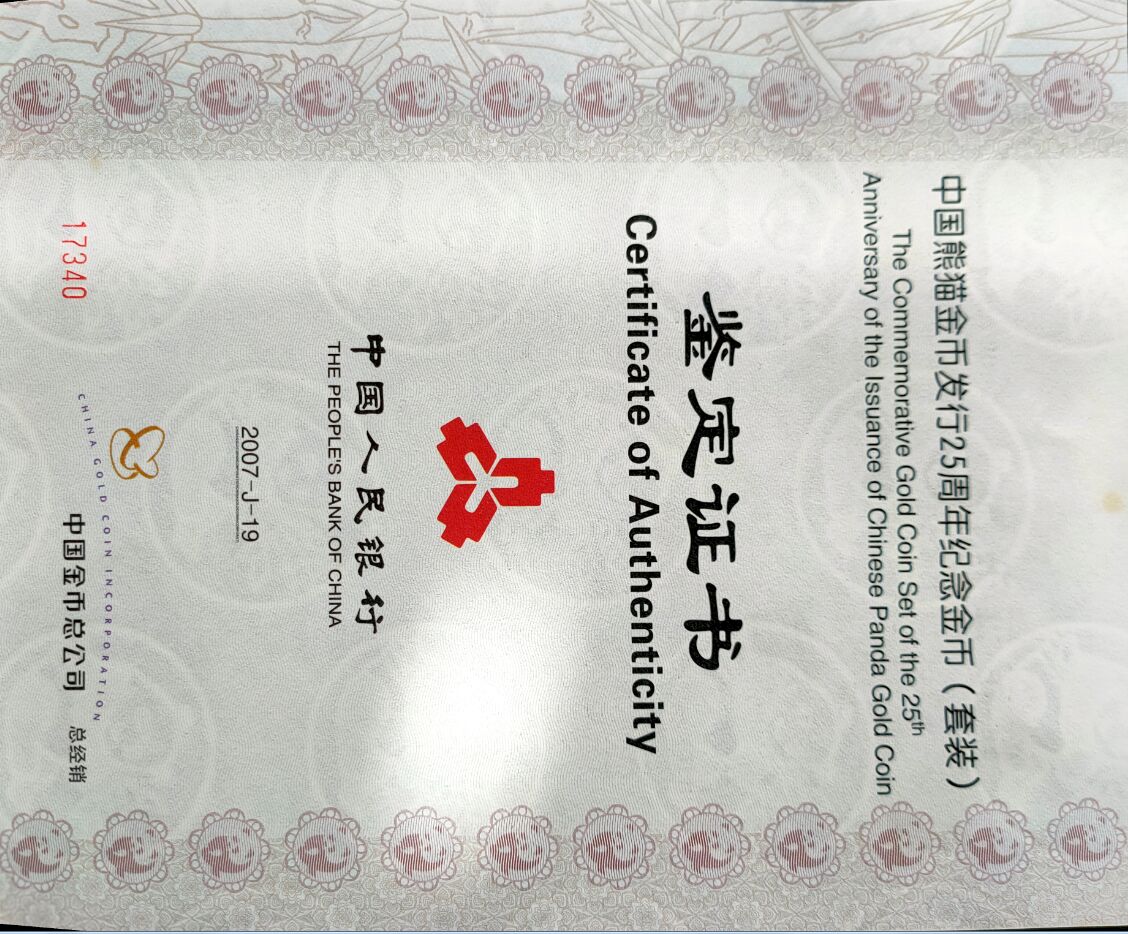 中国熊猫金币发行25周年纪念金币（套装）
The Commemorative Gold Coin Set of the 25th
Anniversary of the Issuance of Chinese Panda Gold Coin
鉴定证书
Certificate of Authenticity
中国人民银行
THE PEOPLE'S BANK OF CHINA
2007-J-19
CHINA GOLD COIN INCORPORATION
中国金币总公司 总经销
17340